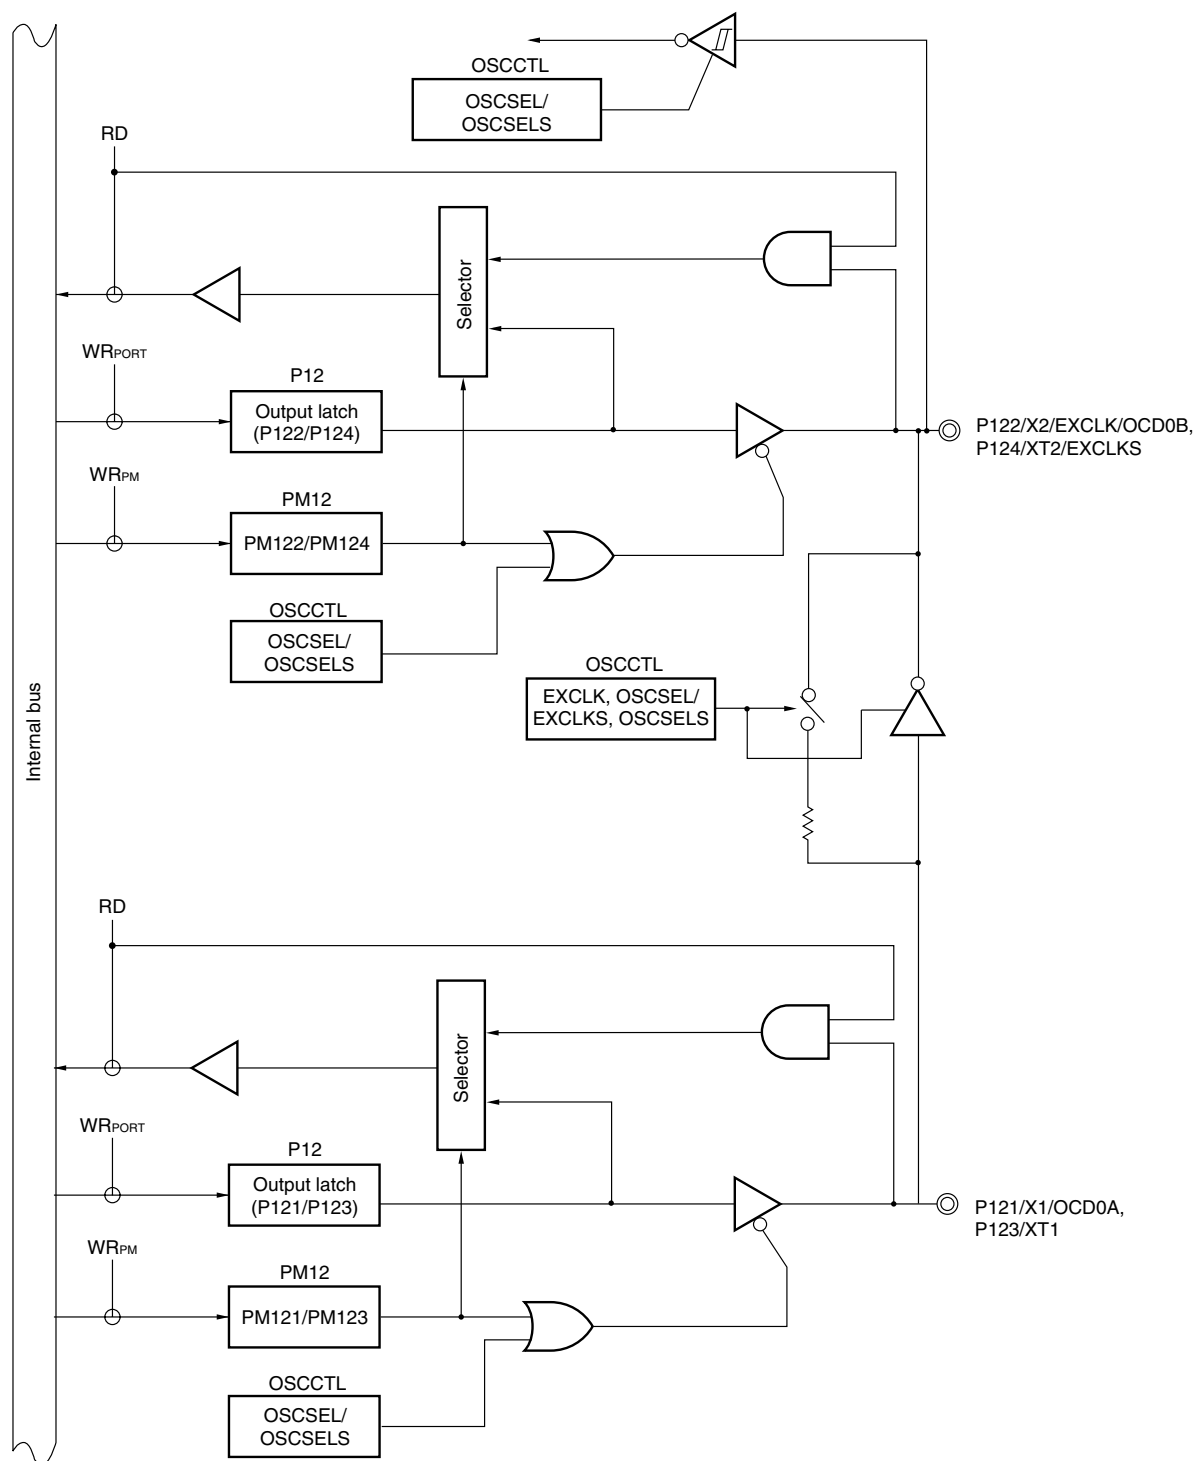 OSCCTL
OSCSEL/
OSCSELS
RD
Selector
WRPORT
P12
Output latch
(P122/P124)
P122/X2/EXCLK/OCD0B,
P124/XT2/EXCLKS
WRPM
PM12
PM122/PM124
OSCCTL
OSCSEL/
OSCSELS
OSCCTL
EXCLK, OSCSEL/
EXCLKS, OSCSELS
Internal bus
RD
Selector
WRPORT
P12
Output latch
(P121/P123)
P121/X1/OCD0A,
P123/XT1
WRPM
PM12
PM121/PM123
OSCCTL
OSCSEL/
OSCSELS